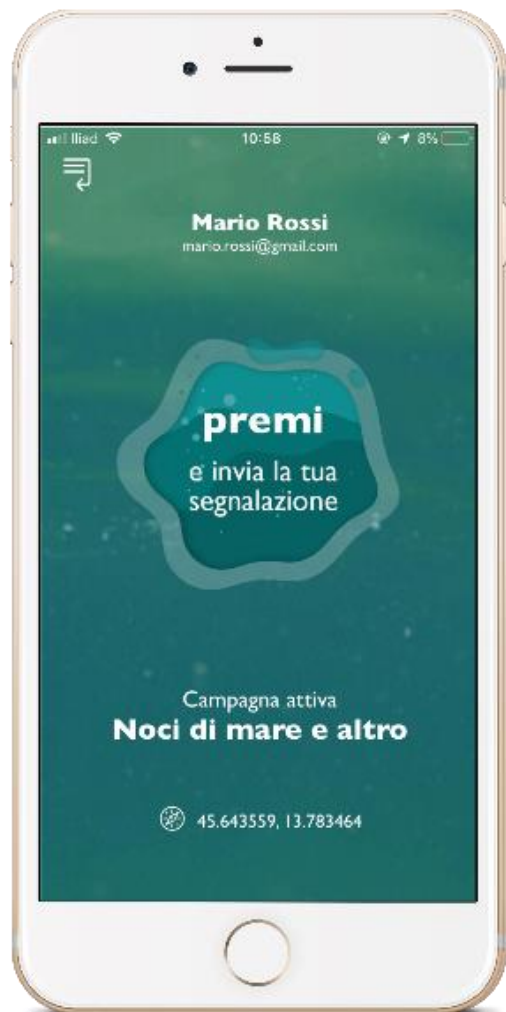 Iliad
10:58
8%
Mario Rossi
mario.rossi@gmail.com
premi
e invia la tua
segnalazione
Campagna attiva
Noci di mare e altro
45.643559, 13.783464